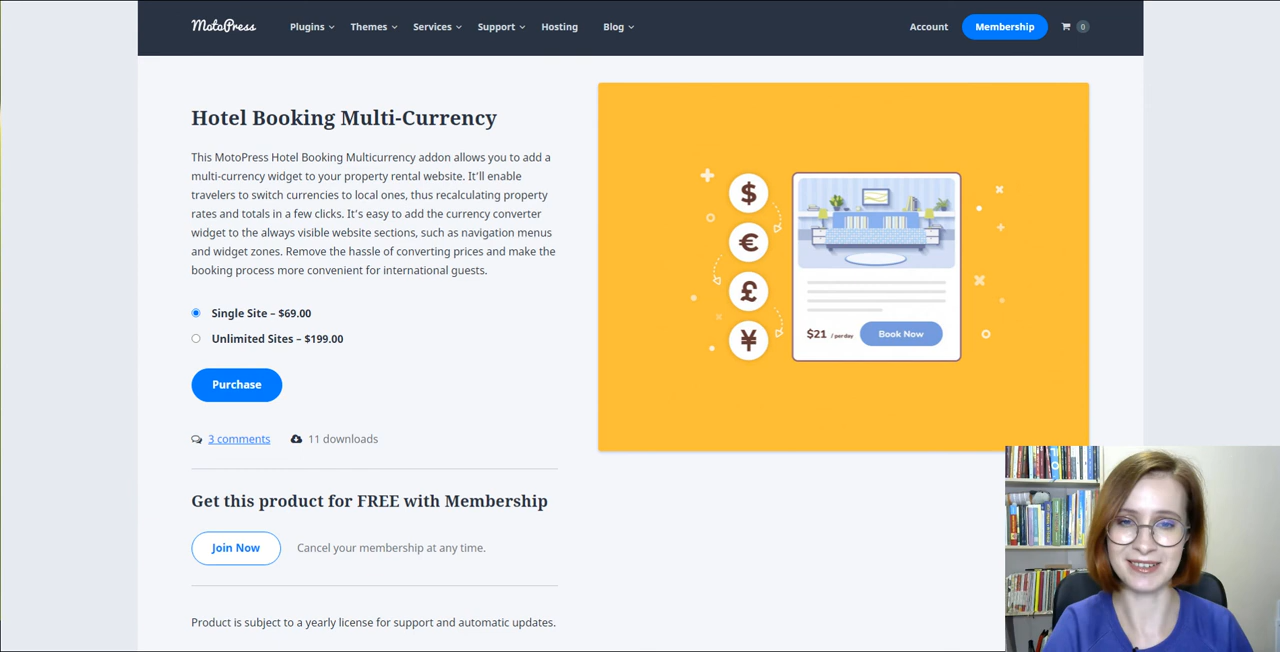 MotoPress Plugins Themes Services Support Hosting Blog Account Membership 0
Hotel Booking Multi-Currency
This MotoPress Hotel Booking Multicurrency addon allows you to add a
multi-currency widget to your property rental website. It'll enable
travelers to switch currencies to local ones, thus recalculating property
rates and totals in a few clicks. It's easy to add the currency converter
widget to the always visible website sections, such as navigation menus
and widget zones. Remove the hassle of converting prices and make the
booking process more convenient for international guests.
Single Site – $69.00
Unlimited Sites – $199.00
Purchase
3 comments 11 downloads
Get this product for FREE with Membership
Join Now Cancel your membership at any time.
Product is subject to a yearly license for support and automatic updates.
$
€
£
¥
$21 / per day Book Now